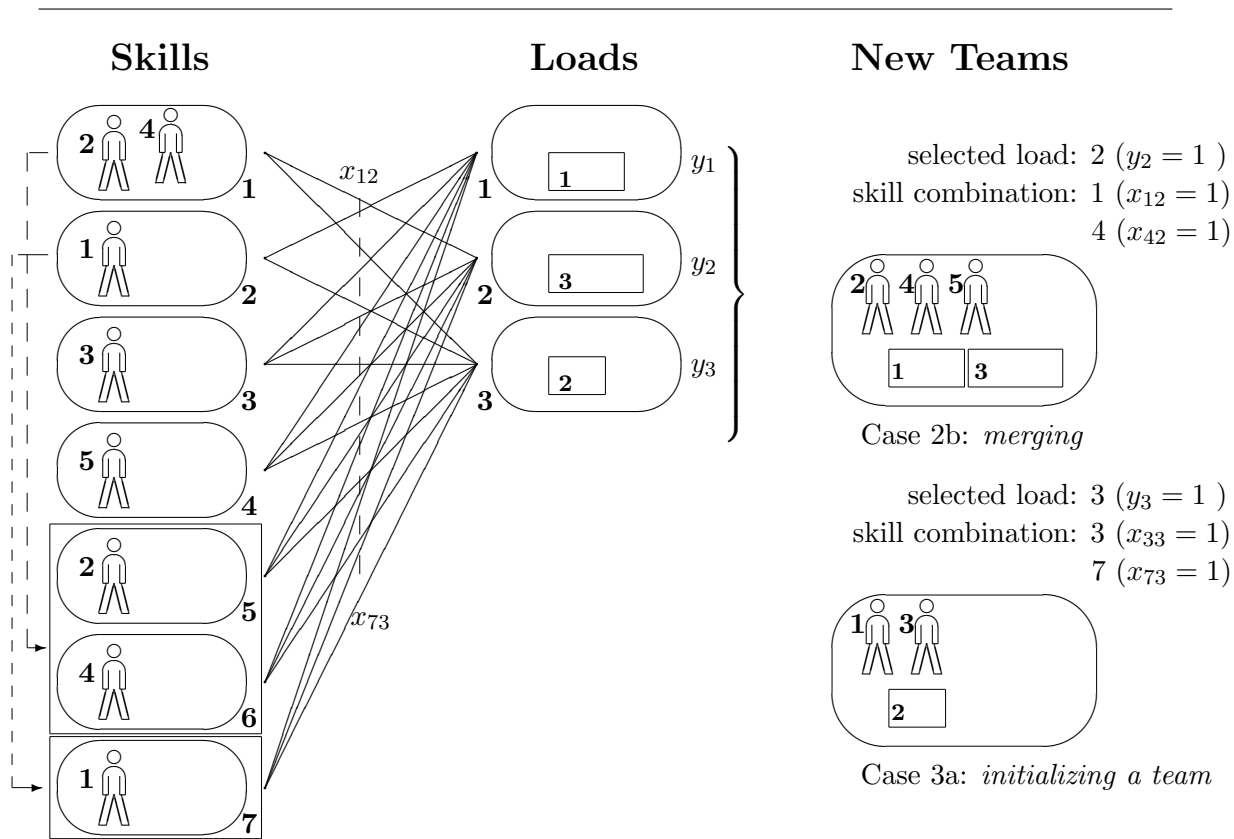 Skills
2 4 1
1 2
3 3
5 4
2 5
4 6
1 7
x12
x73
Loads
1 1 y1
3 2 y2
2 3 y3
New Teams
selected load: 2 (y2 = 1 )
skill combination: 1 (x12 = 1)
4 (x42 = 1)
2 4 5
1 3
Case 2b: merging
selected load: 3 (y3 = 1 )
skill combination: 3 (x33 = 1)
7 (x73 = 1)
1 3
2
Case 3a: initializing a team